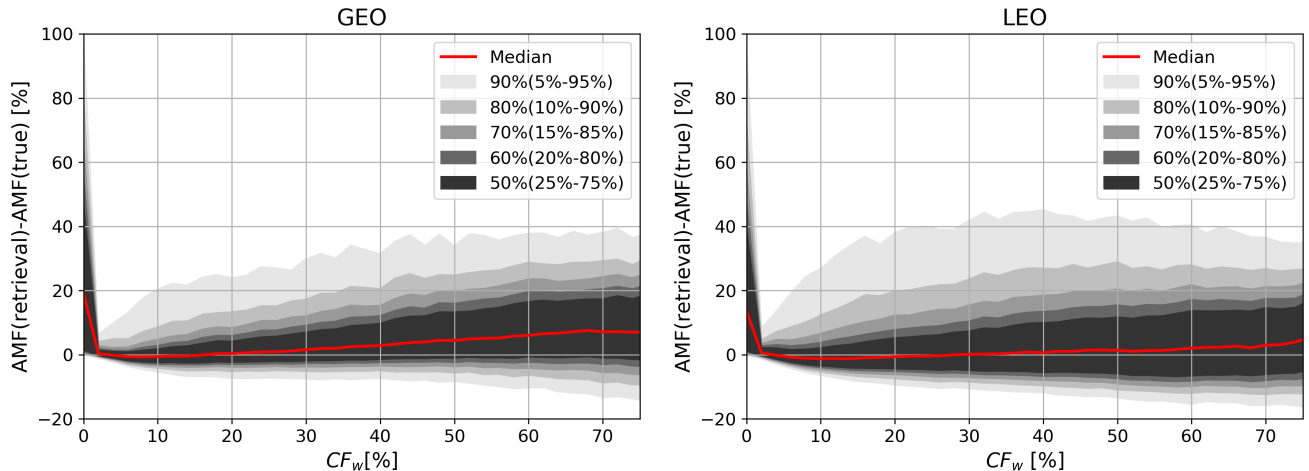 GEO
AMF(retrieval)-AMF(true) [%]
100
80
60
40
20
0
−20
Median
90%(5%-95%)
80%(10%-90%)
70%(15%-85%)
60%(20%-80%)
50%(25%-75%)
0 10 20 30 40 50 60 70
CFw[%]
LEO
AMF(retrieval)-AMF(true) [%]
100
80
60
40
20
0
−20
Median
90%(5%-95%)
80%(10%-90%)
70%(15%-85%)
60%(20%-80%)
50%(25%-75%)
0 10 20 30 40 50 60 70
CFw [%]